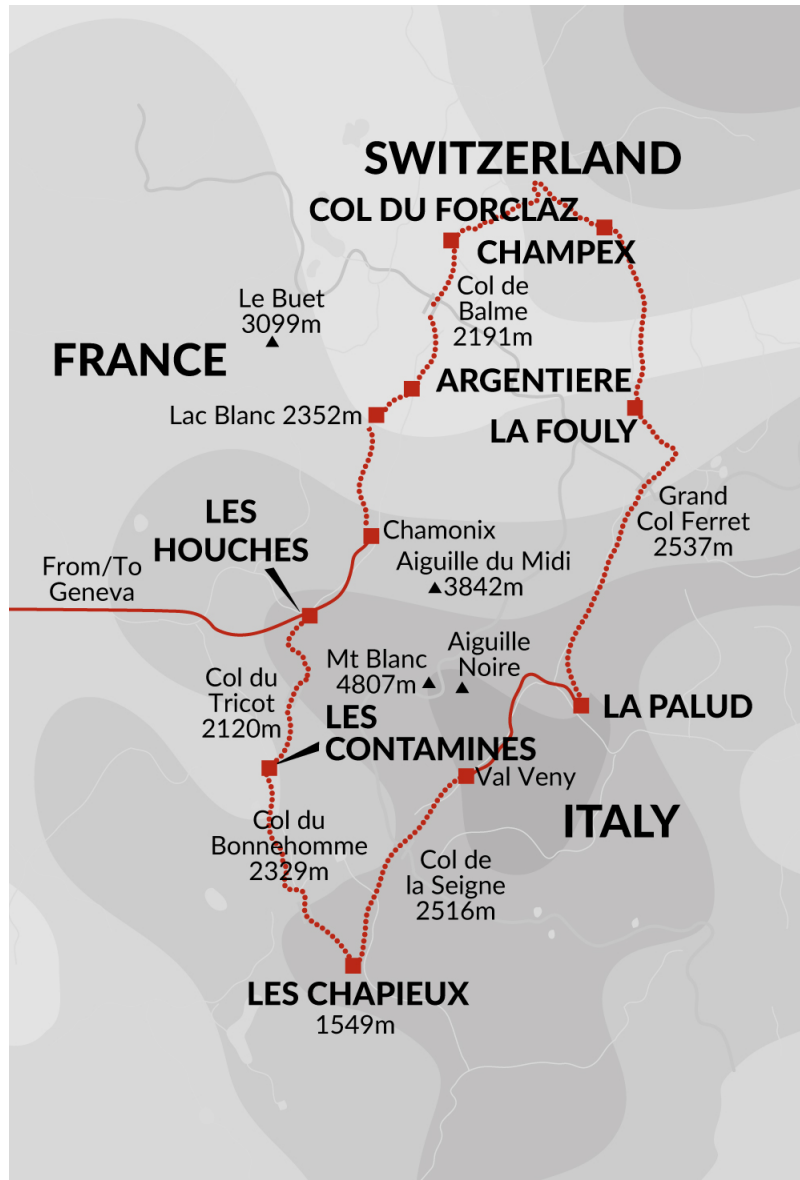 SWITZERLAND
COL DU FORCLAZ
CHAMPEX
Col de
Balme
2191m
Le Buet
3099m
FRANCE
ARGENTIERE
Lac Blanc 2352m
LA FOULY
LES
HOUCHES
Grand
Col Ferret
2537m
Chamonix
From/To
Geneva
Aiguille du Midi
3842m
Mt Blanc
4807m
Aiguille
Noire
Col du
Tricot
2120m
LES
CONTAMINES
LA PALUD
Val Veny
ITALY
Col du
Bonnehomme
2329m
Col de
la Seigne
2516m
LES CHAPIEUX
1549m